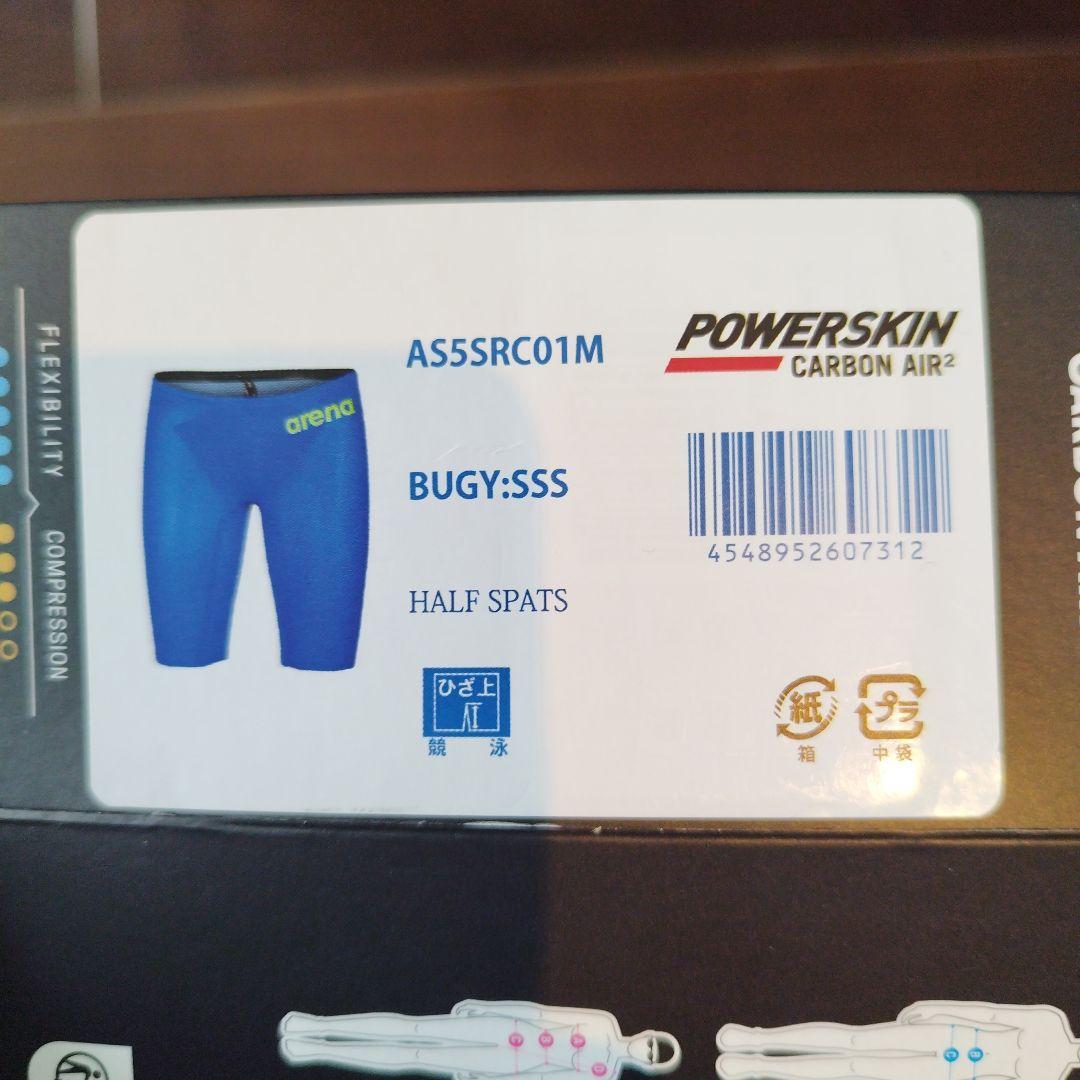 FLEXIBILITY
COMPRESSION
arena
AS5SRC01M
BUGY:SSS
HALF SPATS
ひざ上
競 泳
POWERSKIN
CARBON AIR²
4548952607312
紙
箱
プラ
中袋
C B A D
C B